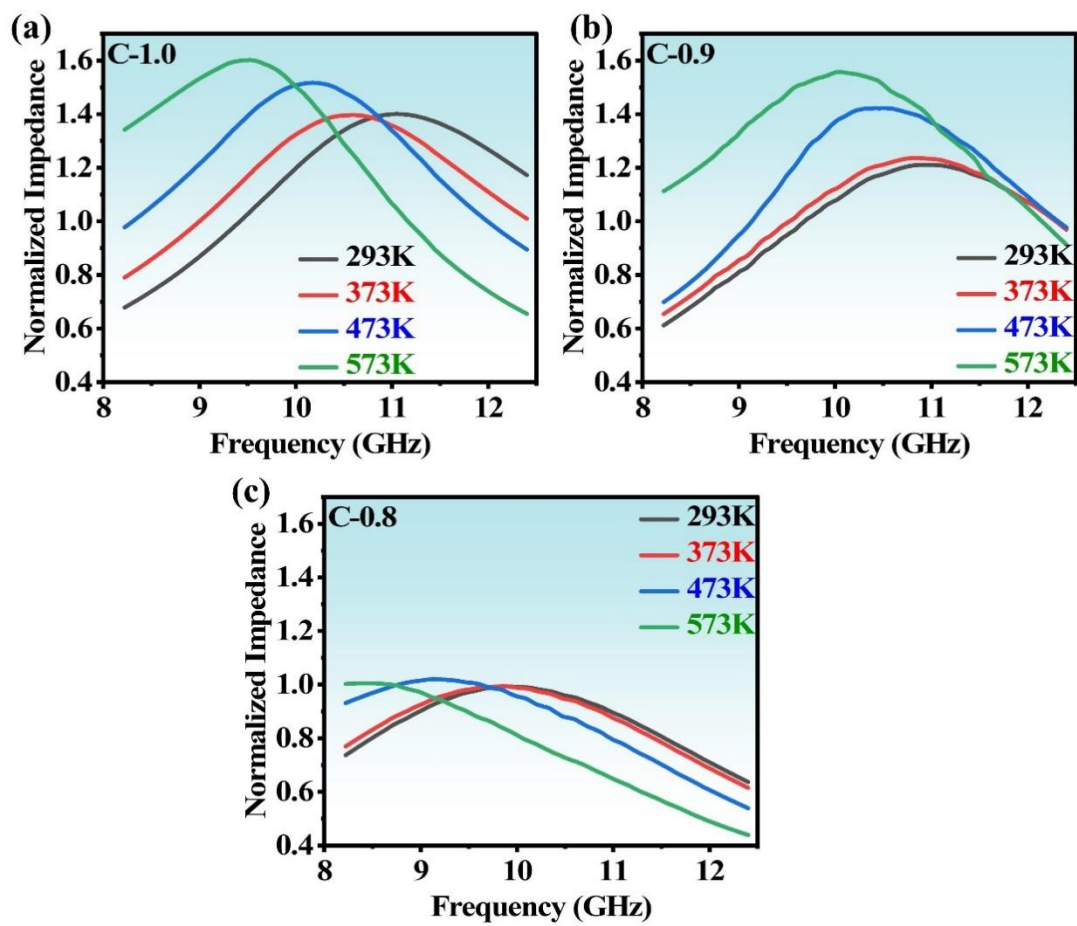 (a)
C-1.0
Normalized Impedance
1.6
1.4
1.2
1.0
0.8
0.6
0.4
293K
373K
473K
573K
8 9 10 11 12
Frequency (GHz)
(b)
C-0.9
Normalized Impedance
1.6
1.4
1.2
1.0
0.8
0.6
0.4
293K
373K
473K
573K
8 9 10 11 12
Frequency (GHz)
(c)
C-0.8
Normalized Impedance
1.6
1.4
1.2
1.0
0.8
0.6
0.4
293K
373K
473K
573K
8 9 10 11 12
Frequency (GHz)